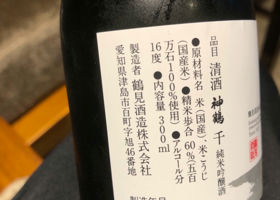 品目 清酒 神鶴 千 純米吟醸酒
●原材料名 米(国産)、米こうじ
(国産米) ●精米歩合 60%(五百
万石100%使用) ●アルコール分
16度 ●内容量 300ml
製造者 鶴見酒造株式会社
愛知県津島市百町字旭46番地
製造年月